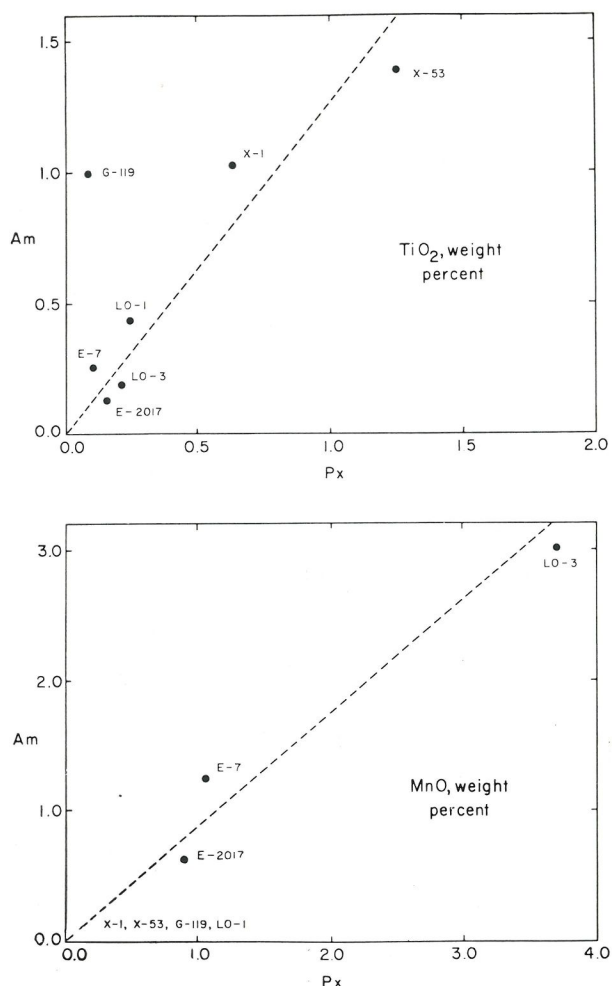 1.5
X-53
X-1
1.0
G-119
Am
TiO₂, weight
percent
0.5
LO-1
E-7
LO-3
E-2017
0.0
0.0 0.5 1.0 1.5 2.0
Px
3.0
LO-3
2.0
Am
E-7
MnO, weight
percent
1.0
E-2017
X-1, X-53, G-119, LO-1
0.0
0.0 1.0 2.0 3.0 4.0
Px